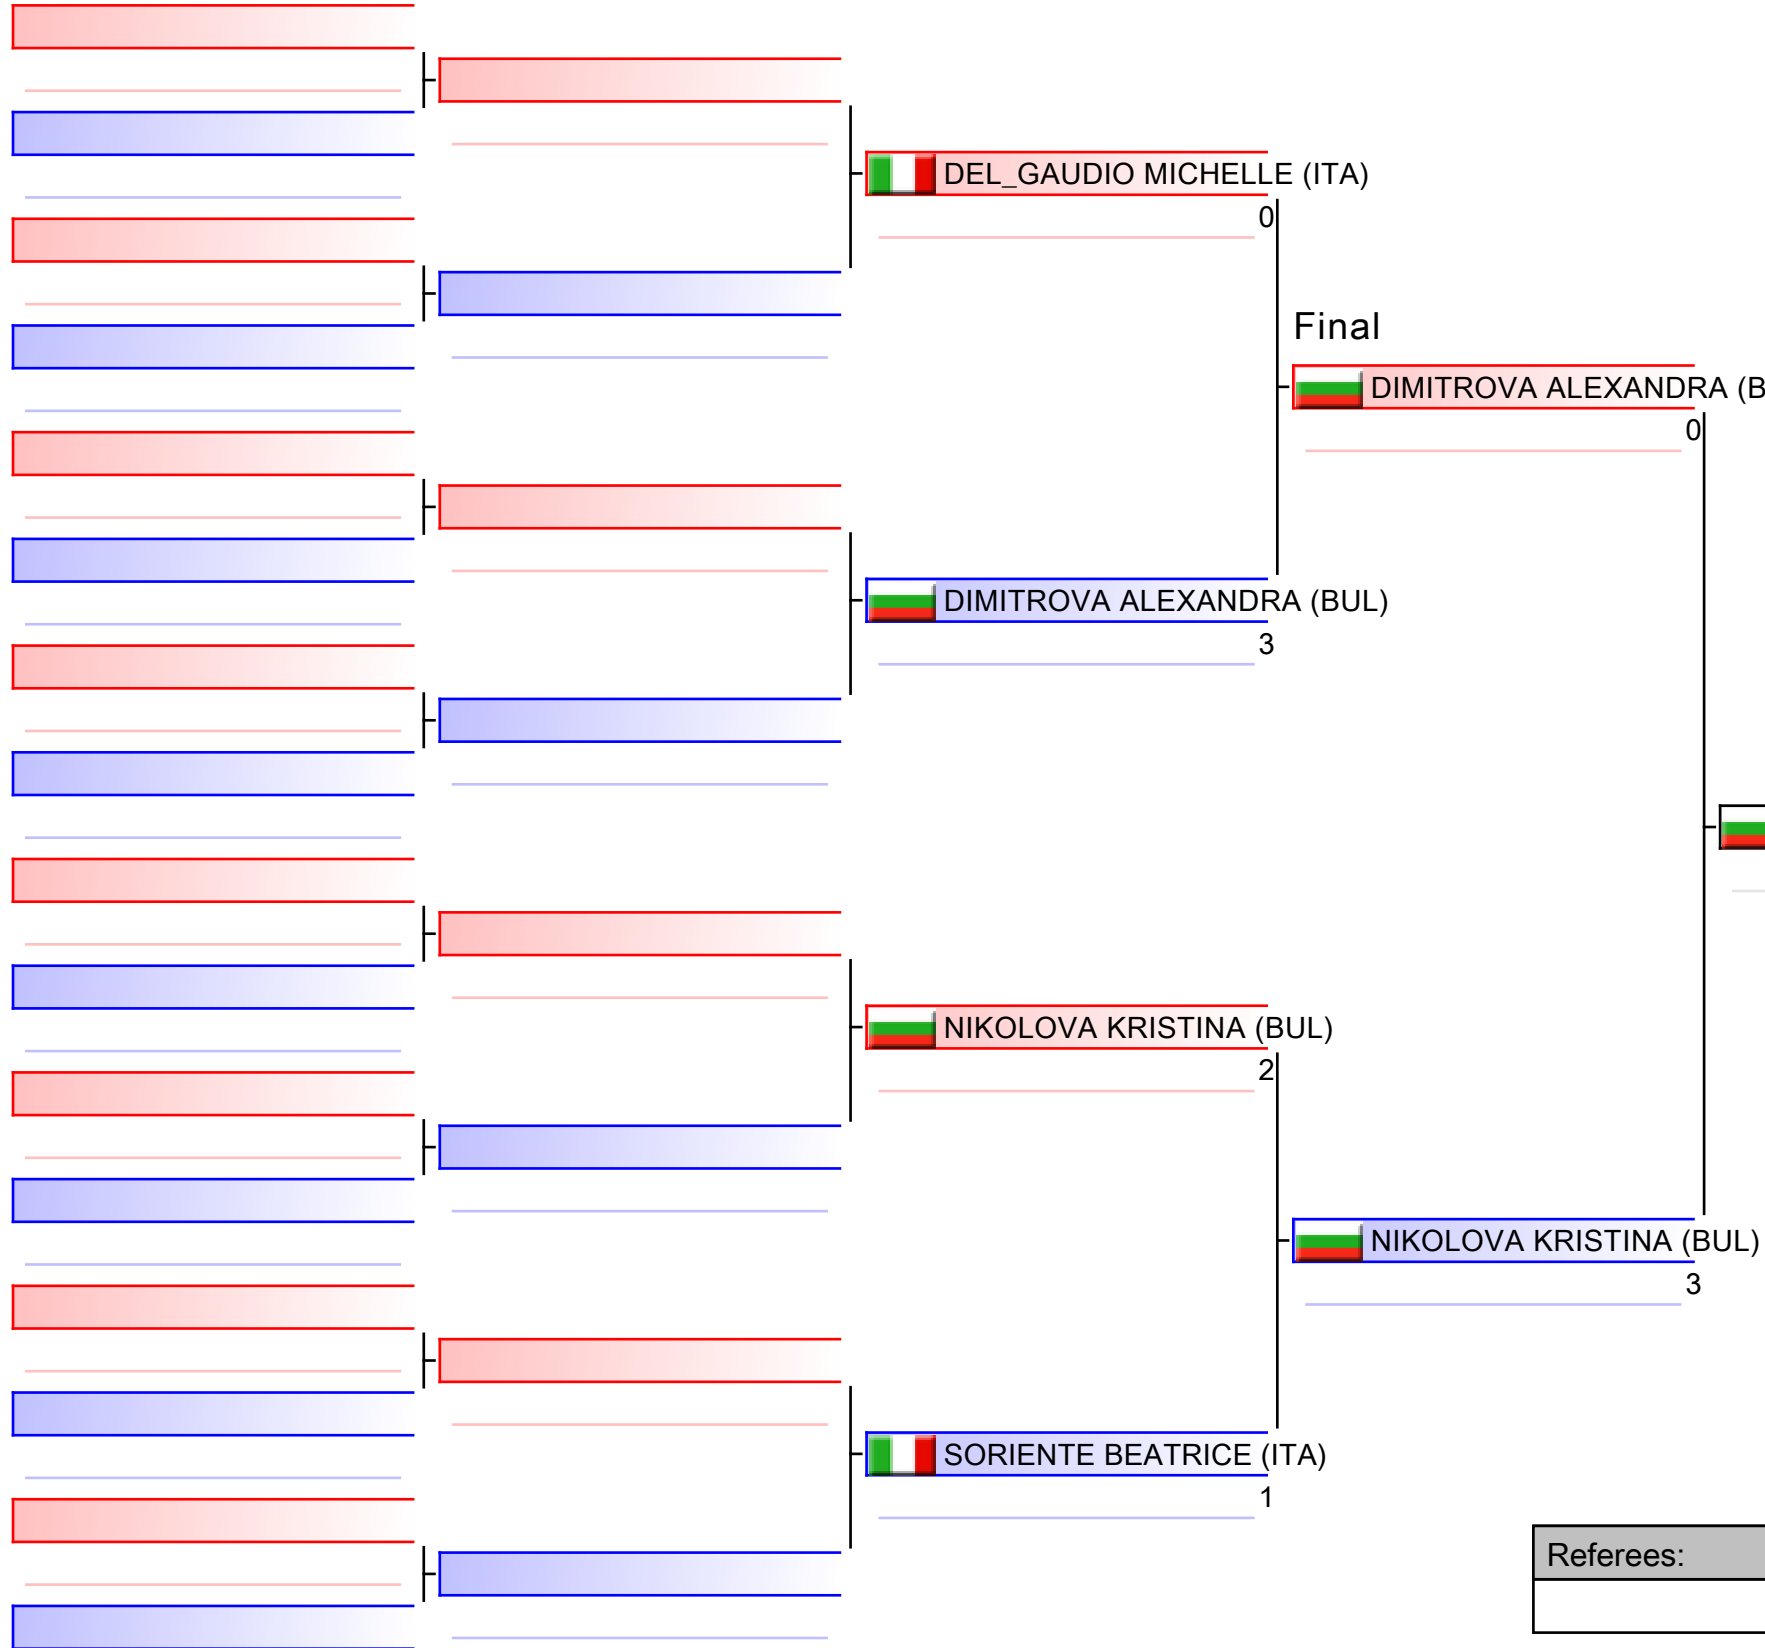 DEL_GAUDIO MICHELLE (ITA)
0
Final
DIMITROVA ALEXANDRA (B
0
DIMITROVA ALEXANDRA (BUL)
3
NIKOLOVA KRISTINA (BUL)
2
NIKOLOVA KRISTINA (BUL)
3
SORIENTE BEATRICE (ITA)
1
Referees: